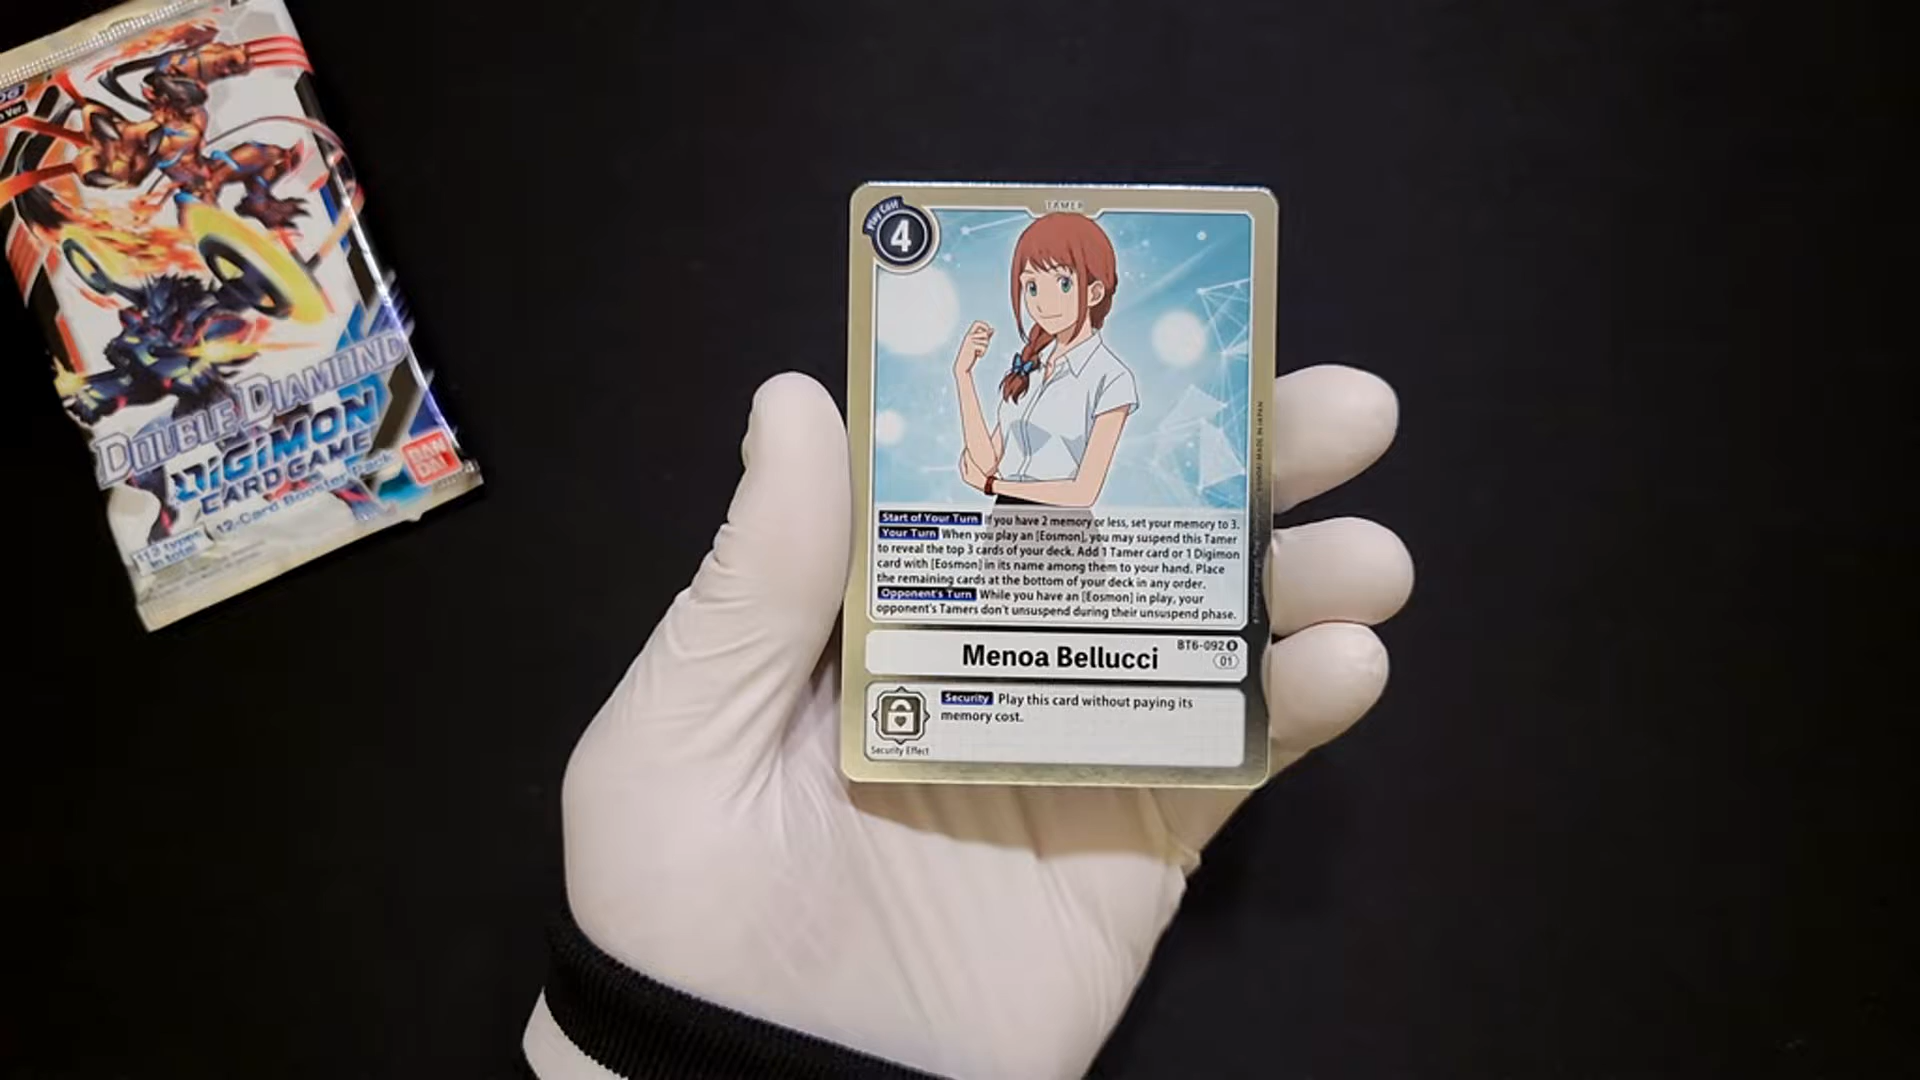 DOUBLE DIAMOND
DIGIMON
CARD GAME
12-Card Booster Pack
112 types
in total
BAN
DAI
Play Cost
4
TAMER
Start of Your Turn If you have 2 memory or less, set your memory to 3.
Your Turn When you play an [Eosmon], you may suspend this Tamer
to reveal the top 3 cards of your deck. Add 1 Tamer card or 1 Digimon
card with [Eosmon] in its name among them to your hand. Place
the remaining cards at the bottom of your deck in any order.
Opponent's Turn While you have an [Eosmon] in play, your
opponent's Tamers don't unsuspend during their unsuspend phase.
Menoa Bellucci
BT6-092 R
01
Security Play this card without paying its
memory cost.
Security Effect